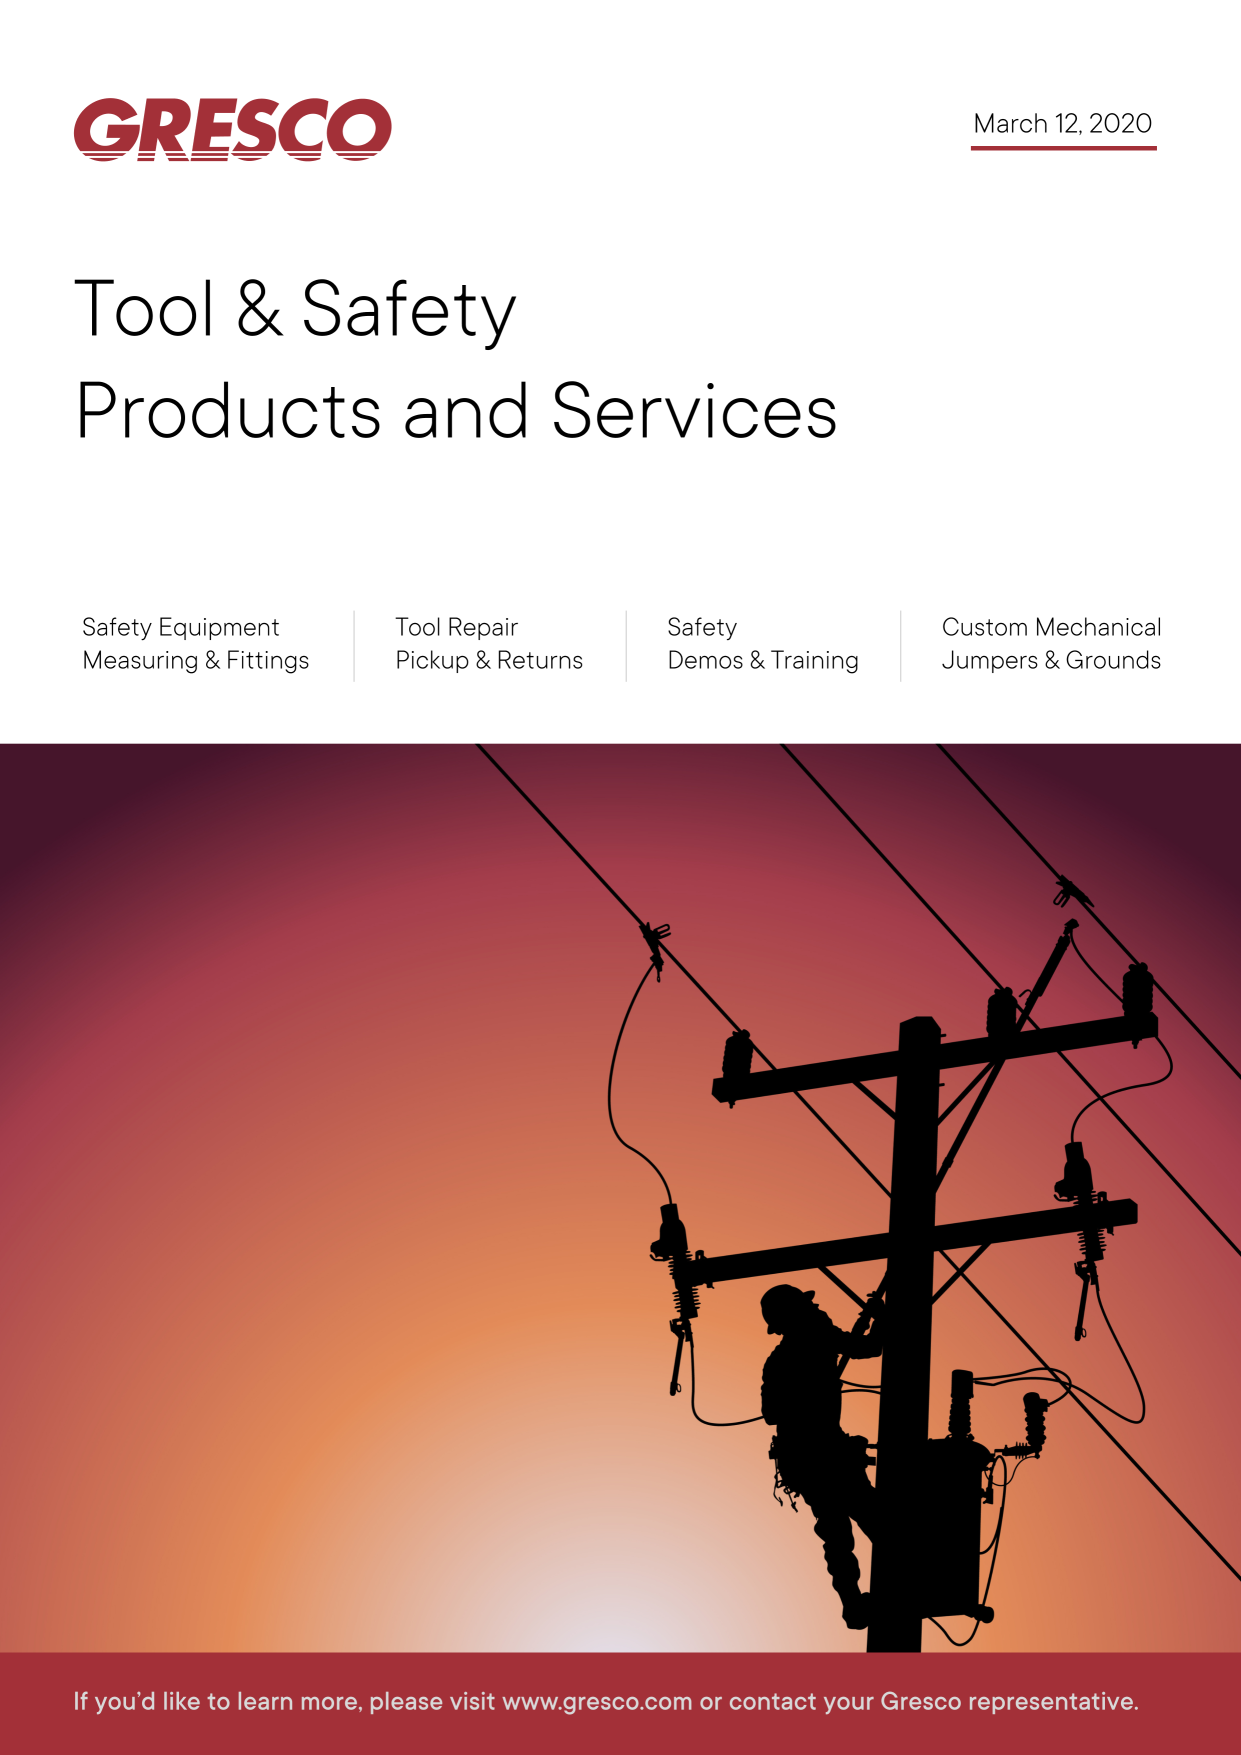 GRESCO
March 12, 2020
Tool & Safety
Products and Services
Safety Equipment
Measuring & Fittings
Tool Repair
Pickup & Returns
Safety
Demos & Training
Custom Mechanical
Jumpers & Grounds
If you’d like to learn more, please visit www.gresco.com or contact your Gresco representative.